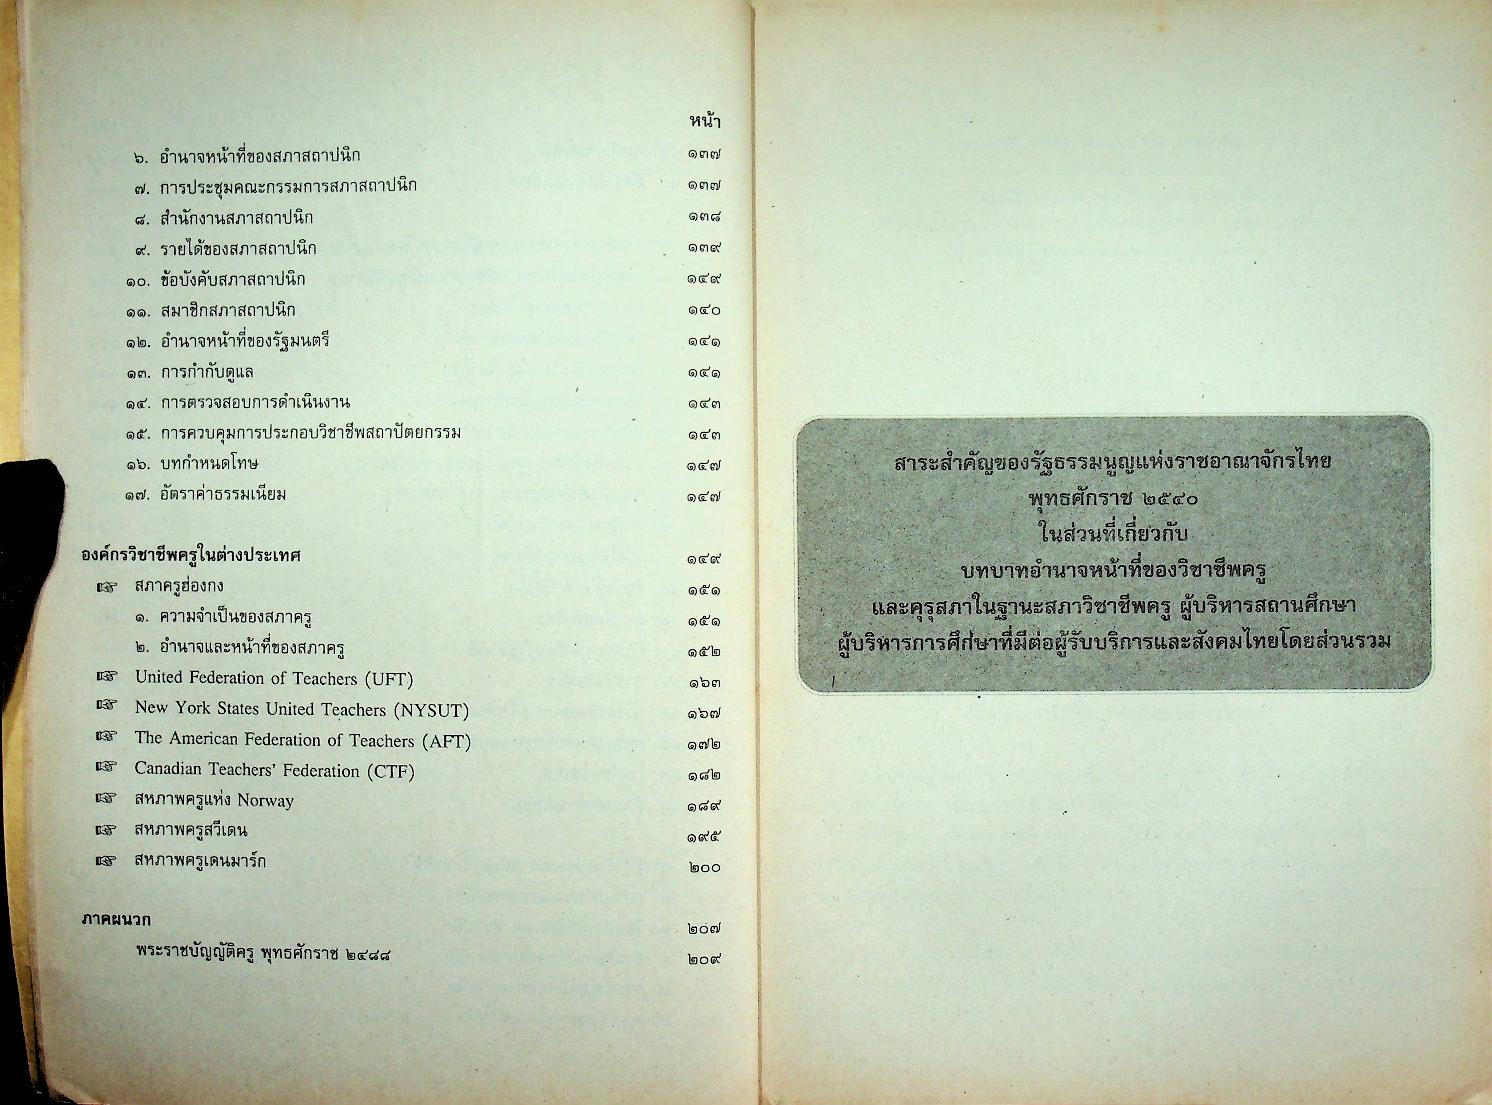 หน้า
๖. อำนาจหน้าที่ของสภาสถาปนิก ๑๓๗
๗. การประชุมคณะกรรมการสภาสถาปนิก ๑๓๗
๘. สำนักงานสภาสถาปนิก ๑๓๘
๙. รายได้ของสภาสถาปนิก ๑๓๙
๑๐. ข้อบังคับสภาสถาปนิก ๑๔๙
๑๑. สมาชิกสภาสถาปนิก ๑๔๐
๑๒. อำนาจหน้าที่ของรัฐมนตรี ๑๔๑
๑๓. การกำกับดูแล ๑๔๑
๑๔. การตรวจสอบการดำเนินงาน ๑๔๓
๑๕. การควบคุมการประกอบวิชาชีพสถาปัตยกรรม ๑๔๓
๑๖. บทกำหนดโทษ ๑๔๗
๑๗. อัตราค่าธรรมเนียม ๑๔๗
องค์กรวิชาชีพครูในต่างประเทศ ๑๔๙
☞ สภาครูฮ่องกง ๑๕๑
๑. ความจำเป็นของสภาครู ๑๕๑
๒. อำนาจและหน้าที่ของสภาครู ๑๕๒
☞ United Federation of Teachers (UFT) ๑๖๓
☞ New York States United Teachers (NYSUT) ๑๖๗
☞ The American Federation of Teachers (AFT) ๑๗๒
☞ Canadian Teachers' Federation (CTF) ๑๘๒
☞ สหภาพครูแห่ง Norway ๑๘๙
☞ สหภาพครูสวีเดน ๑๙๕
☞ สหภาพครูเดนมาร์ก ๒๐๐
ภาคผนวก ๒๐๗
พระราชบัญญัติครู พุทธศักราช ๒๔๘๘ ๒๐๙
สาระสำคัญของรัฐธรรมนูญแห่งราชอาณาจักรไทย
พุทธศักราช ๒๕๔๐
ในส่วนที่เกี่ยวกับ
บทบาทอำนาจหน้าที่ของวิชาชีพครู
และคุรุสภาในฐานะสภาวิชาชีพครู ผู้บริหารสถานศึกษา
ผู้บริหารการศึกษาที่มีต่อผู้รับบริการและสังคมไทยโดยส่วนรวม